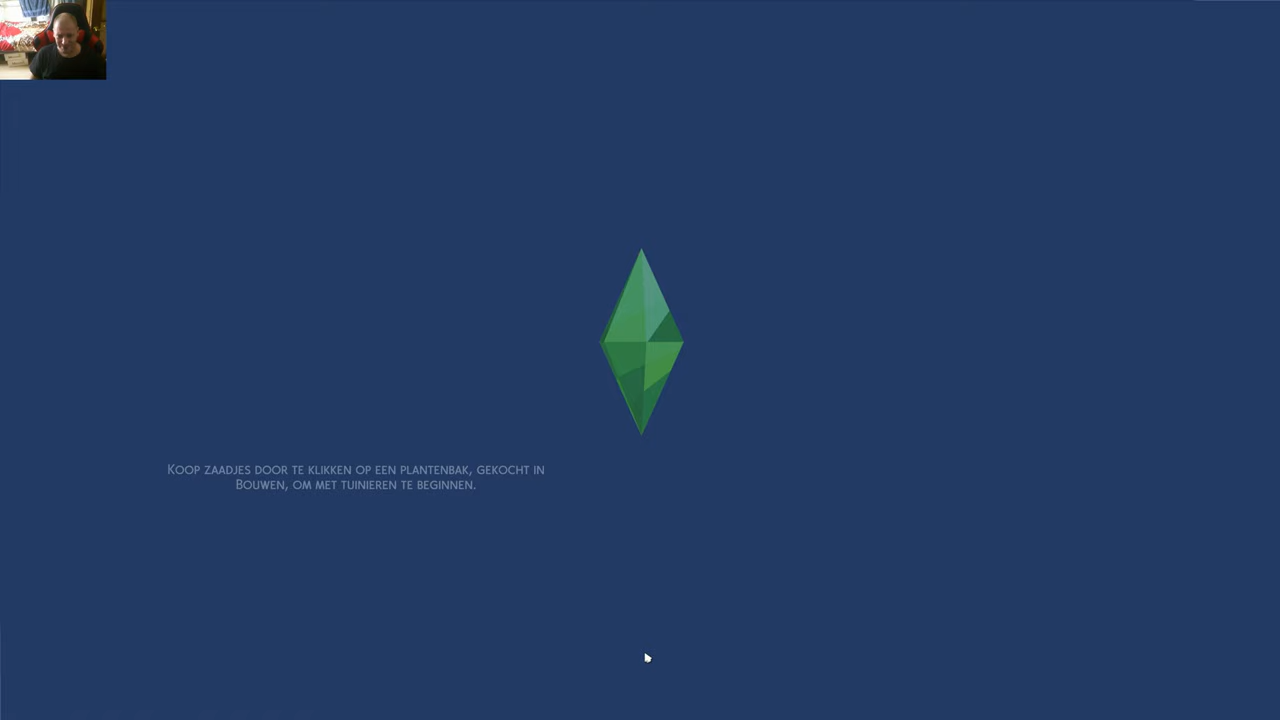 Koop zaadjes door te klikken op een plantenbak, gekocht in
Bouwen, om met tuinieren te beginnen.